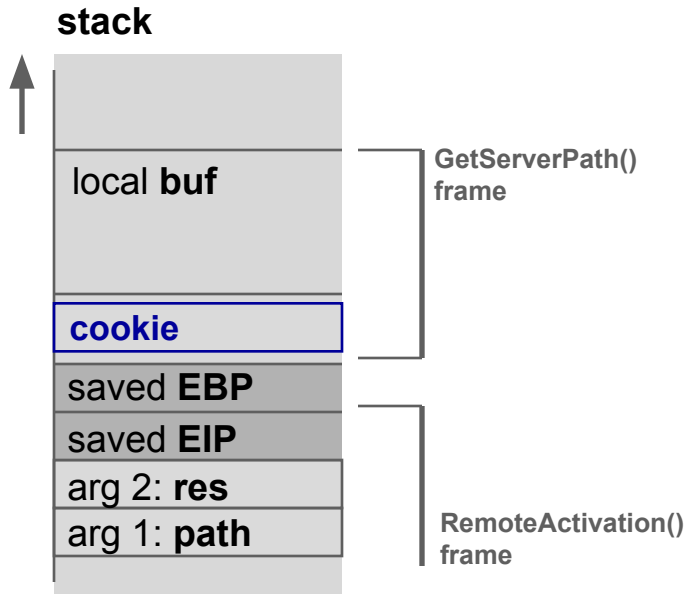 stack
local buf
GetServerPath()
frame
cookie
saved EBP
saved EIP
arg 2: res
arg 1: path
RemoteActivation()
frame